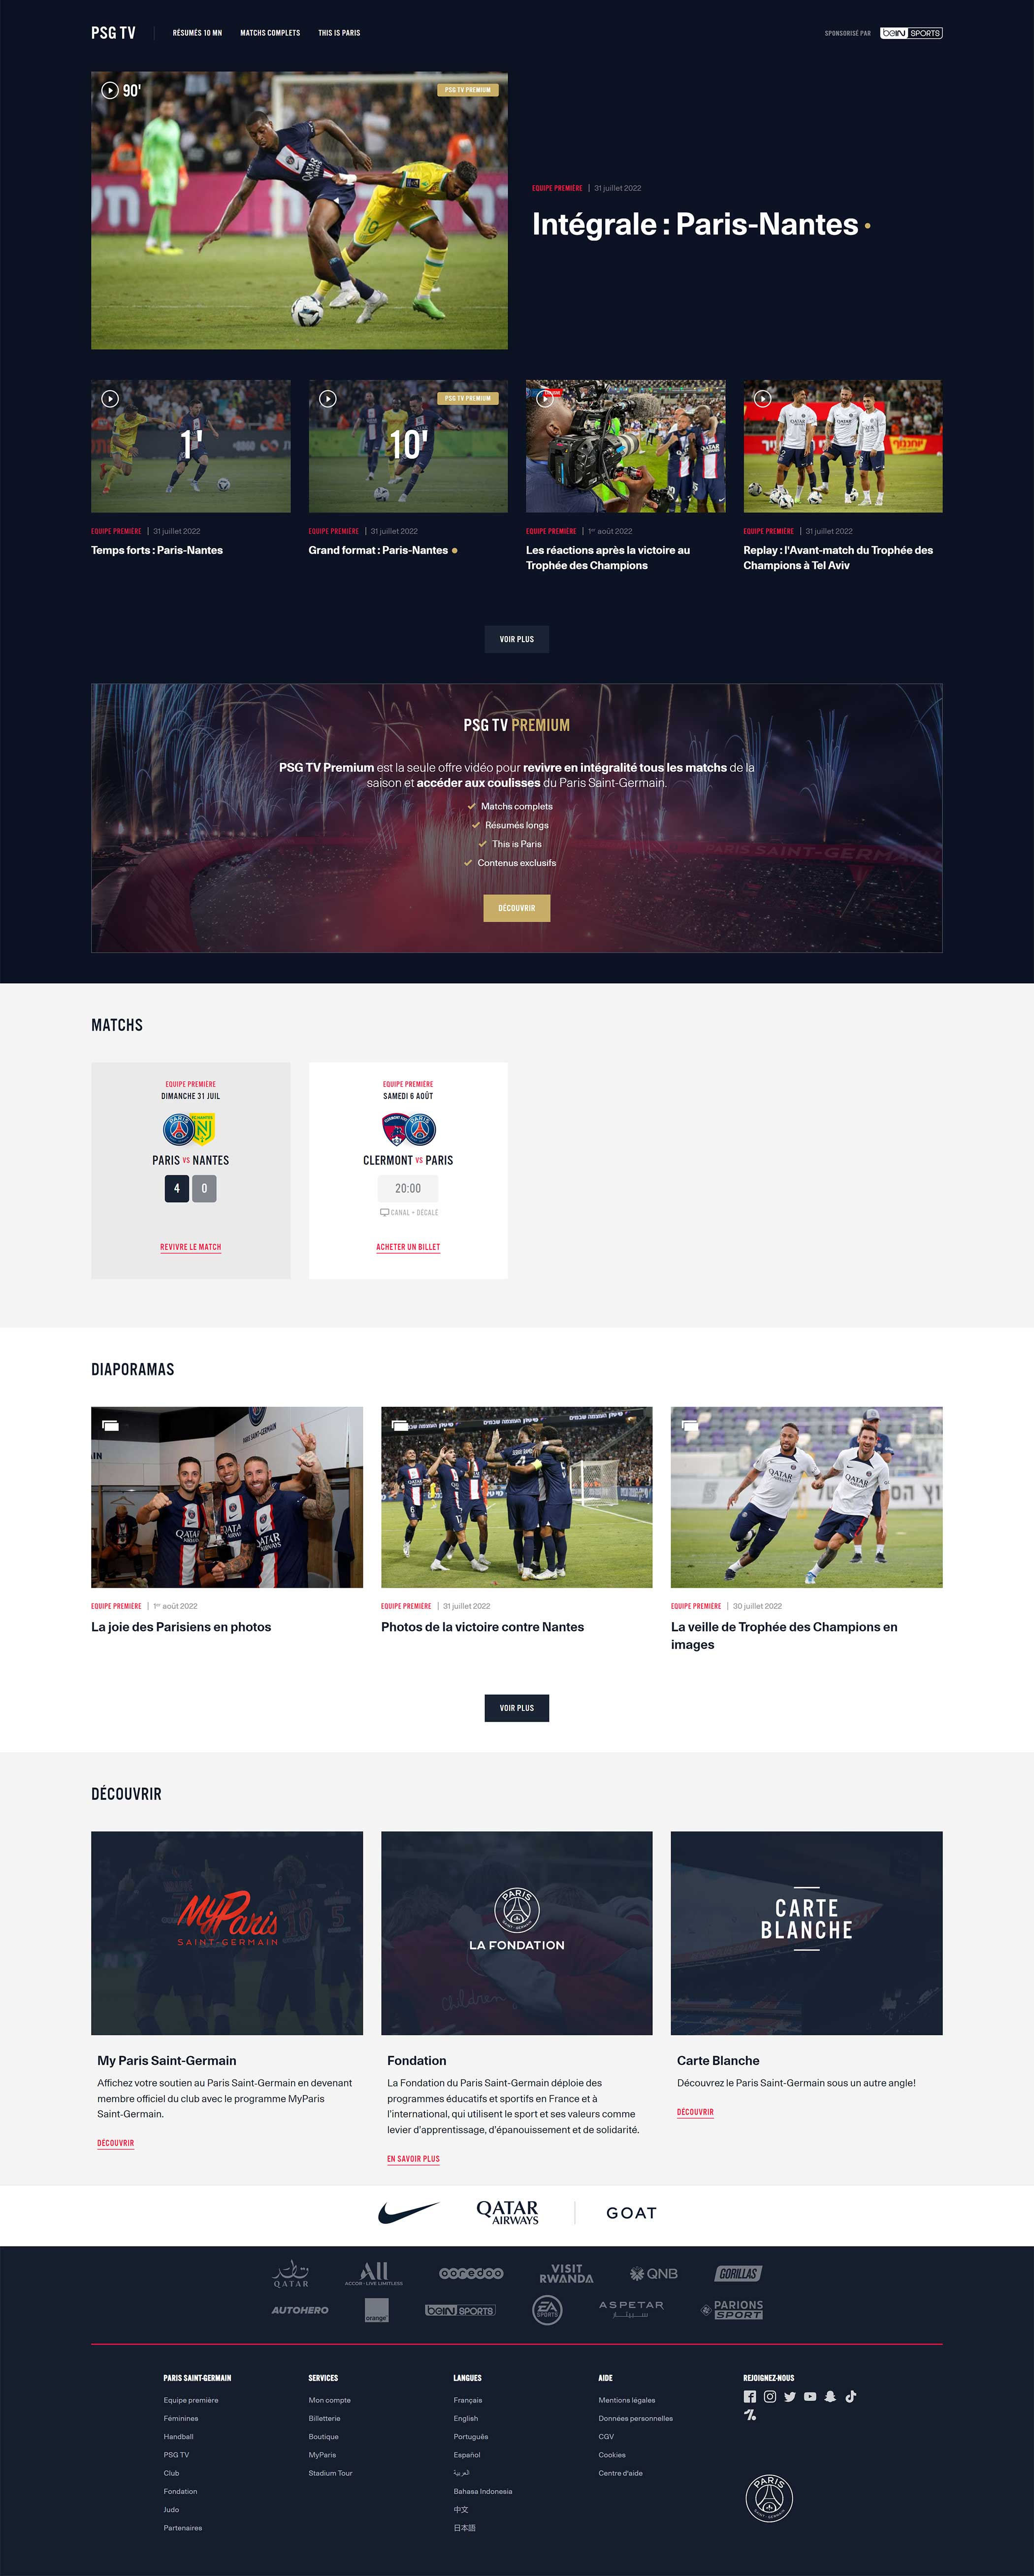 PSG TV
RÉSUMÉS 10 MN
MATCHS COMPLETS
THIS IS PARIS
SPONSORISÉ PAR
beIN SPORTS
90'
PSG TV PREMIUM
EQUIPE PREMIÈRE | 31 juillet 2022
Intégrale : Paris-Nantes
1'
10'
PSG TV PREMIUM
EQUIPE PREMIÈRE | 31 juillet 2022
Temps forts : Paris-Nantes
EQUIPE PREMIÈRE | 31 juillet 2022
Grand format : Paris-Nantes
EQUIPE PREMIÈRE | 1er août 2022
Les réactions après la victoire au
Trophée des Champions
EQUIPE PREMIÈRE | 31 juillet 2022
Replay : l'Avant-match du Trophée des
Champions à Tel Aviv
VOIR PLUS
PSG TV PREMIUM
PSG TV Premium est la seule offre vidéo pour revivre en intégralité tous les matchs de la
saison et accéder aux coulisses du Paris Saint-Germain.
Matchs complets
Résumés longs
This is Paris
Contenus exclusifs
DÉCOUVRIR
MATCHS
EQUIPE PREMIÈRE
DIMANCHE 31 JUIL
PARIS VS NANTES
4 0
REVIVRE LE MATCH
EQUIPE PREMIÈRE
SAMEDI 6 AOÛT
CLERMONT VS PARIS
20:00
CANAL + DÉCALÉ
ACHETER UN BILLET
DIAPORAMAS
EQUIPE PREMIÈRE | 1er août 2022
La joie des Parisiens en photos
EQUIPE PREMIÈRE | 31 juillet 2022
Photos de la victoire contre Nantes
EQUIPE PREMIÈRE | 30 juillet 2022
La veille de Trophée des Champions en
images
VOIR PLUS
DÉCOUVRIR
MyParis
SAINT-GERMAIN
PARIS
SAINT-GERMAIN
LA FONDATION
CARTE
BLANCHE
My Paris Saint-Germain
Affichez votre soutien au Paris Saint-Germain en devenant
membre officiel du club avec le programme MyParis
Saint-Germain.
DÉCOUVRIR
Fondation
La Fondation du Paris Saint-Germain déploie des
programmes éducatifs et sportifs en France et à
l'international, qui utilisent le sport et ses valeurs comme
levier d'apprentissage, d'épanouissement et de solidarité.
EN SAVOIR PLUS
Carte Blanche
Découvrez le Paris Saint-Germain sous un autre angle!
DÉCOUVRIR
QATAR
AIRWAYS
GOAT
QATAR
ALL
ACCOR - LIVE LIMITLESS
ooredoo
VISIT
RWANDA
QNB
GORILLAS
AUTOHERO
orange
beIN SPORTS
EA
SPORTS
ASPETAR
سبيتار
PARIONS
SPORT
PARIS SAINT-GERMAIN
Equipe première
Féminines
Handball
PSG TV
Club
Fondation
Judo
Partenaires
SERVICES
Mon compte
Billetterie
Boutique
MyParis
Stadium Tour
LANGUES
Français
English
Português
Español
العربية
Bahasa Indonesia
中文
日本語
AIDE
Mentions légales
Données personnelles
CGV
Cookies
Centre d'aide
REJOIGNEZ-NOUS
PARIS
SAINT-GERMAIN